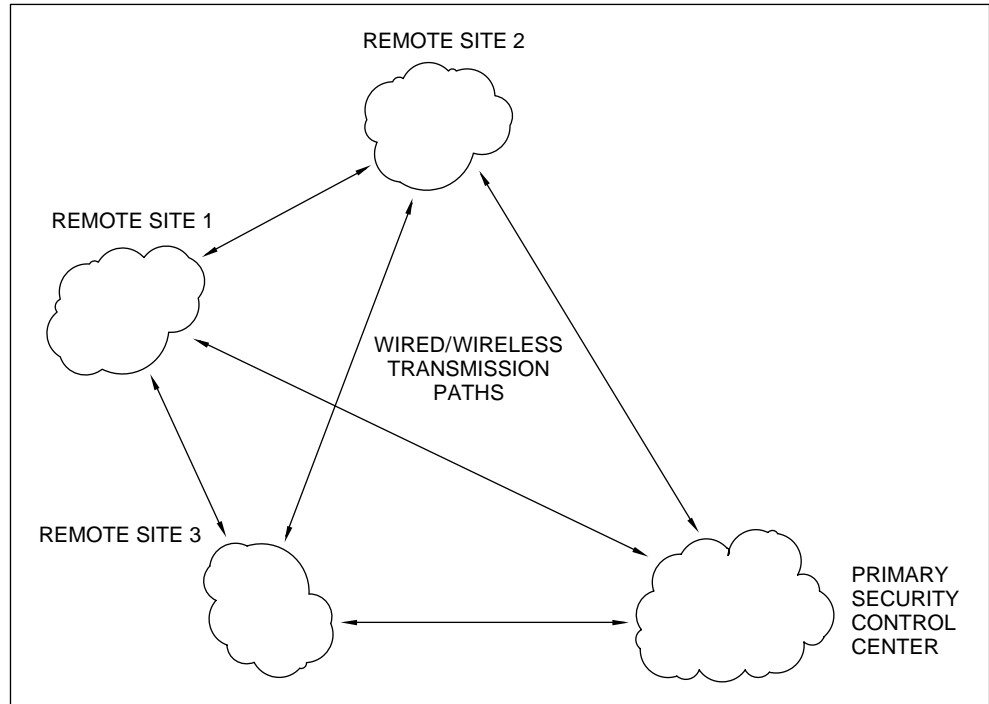 REMOTE SITE 2
REMOTE SITE 1
WIRED/WIRELESS
TRANSMISSION
PATHS
REMOTE SITE 3
PRIMARY
SECURITY
CONTROL
CENTER